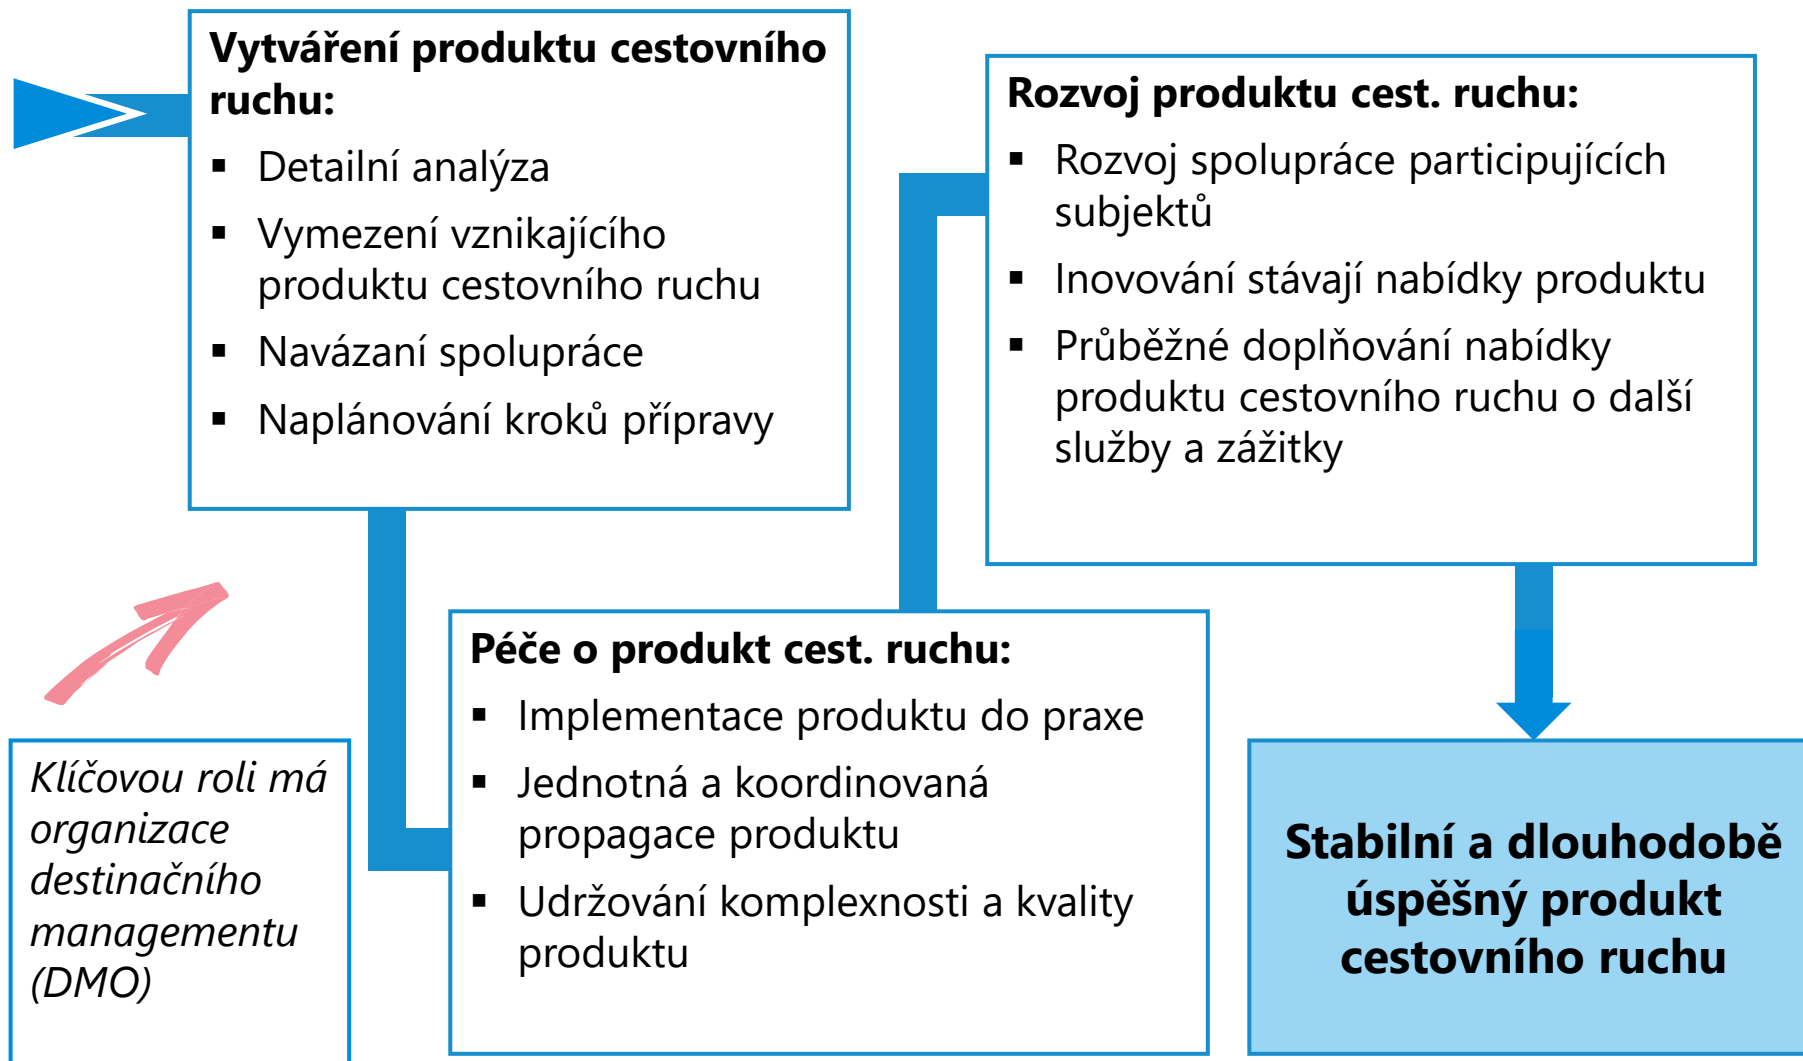 Vytváření produktu cestovního
ruchu:
▪ Detailní analýza
▪ Vymezení vznikajícího
produktu cestovního ruchu
▪ Navázaní spolupráce
▪ Naplánování kroků přípravy
Klíčovou roli má
organizace
destinačního
managementu
(DMO)
Péče o produkt cest. ruchu:
▪ Implementace produktu do praxe
▪ Jednotná a koordinovaná
propagace produktu
▪ Udržování komplexnosti a kvality
produktu
Rozvoj produktu cest. ruchu:
▪ Rozvoj spolupráce participujících
subjektů
▪ Inovování stávají nabídky produktu
▪ Průběžné doplňování nabídky
produktu cestovního ruchu o další
služby a zážitky
Stabilní a dlouhodobě
úspěšný produkt
cestovního ruchu